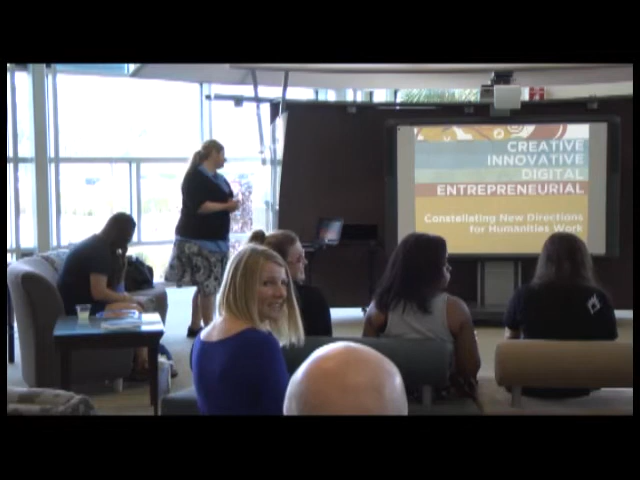 CREATIVE
INNOVATIVE
DIGITAL
ENTREPRENEURIAL
Constellating New Directions
for Humanities Work